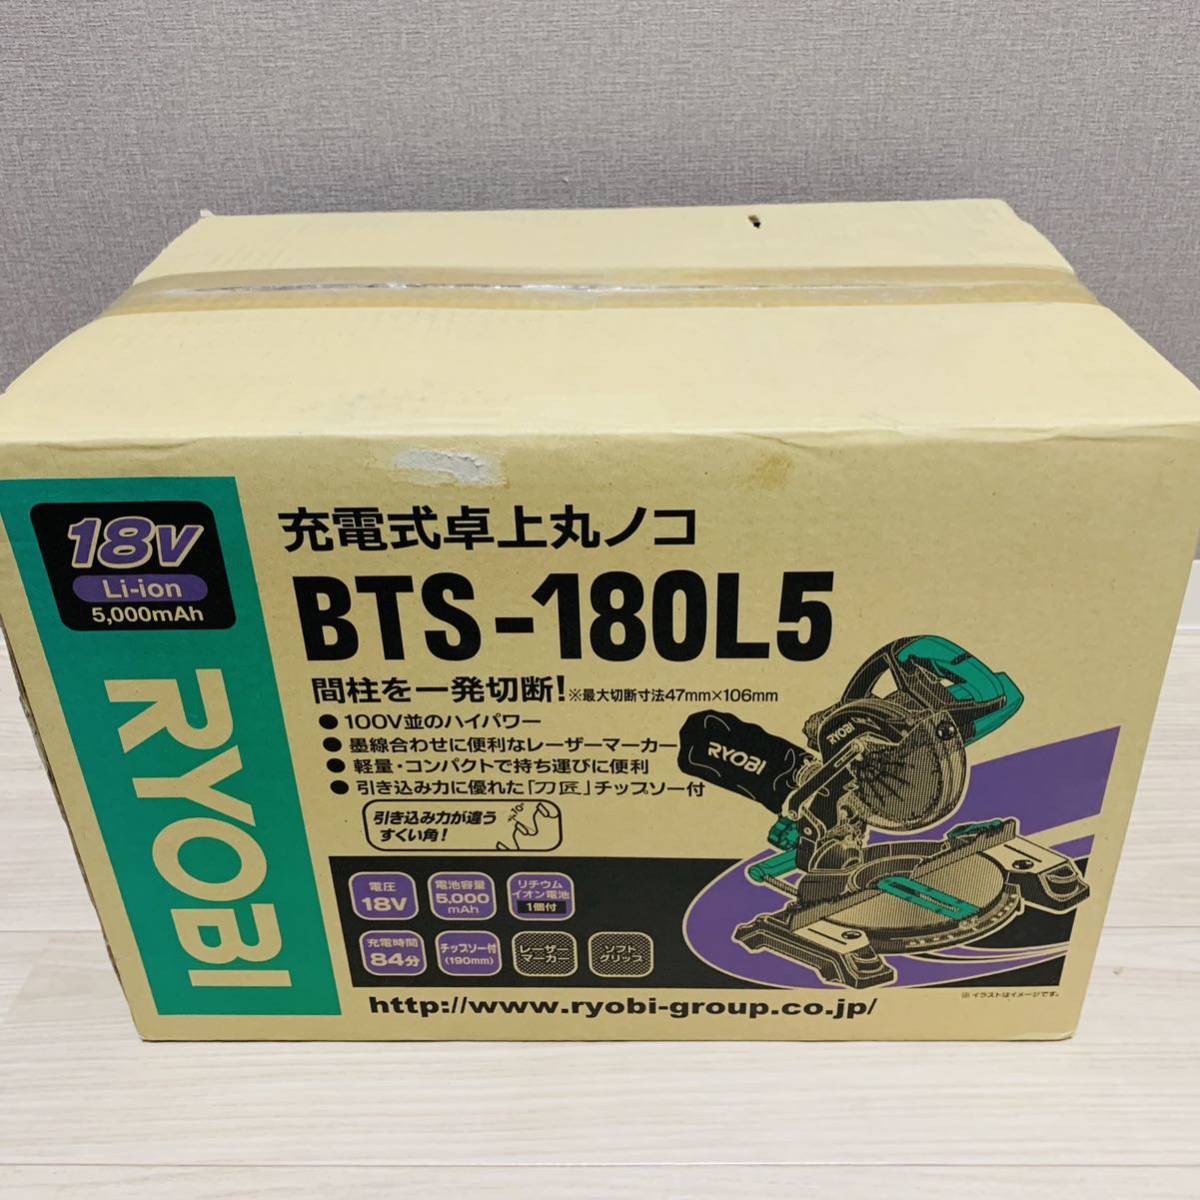 18V
Li-ion
5,000mAh
RYOBI
充電式卓上丸ノコ
BTS-180L5
間柱を一発切断!※最大切断寸法47mm×106mm
●100V並のハイパワー
●墨線合わせに便利なレーザーマーカー
●軽量・コンパクトで持ち運びに便利
●引き込み力に優れた「刀匠」チップソー付
引き込み力が違う
すくい角!
RYOBI
RYOBI
電圧
18V
電池容量
5,000
mAh
リチウム
イオン電池
1個付
充電時間
84分
チップソー付
(190mm)
レーザー
マーカー
ソフト
グリップ
※イラストはイメージです。
http://www.ryobi-group.co.jp/